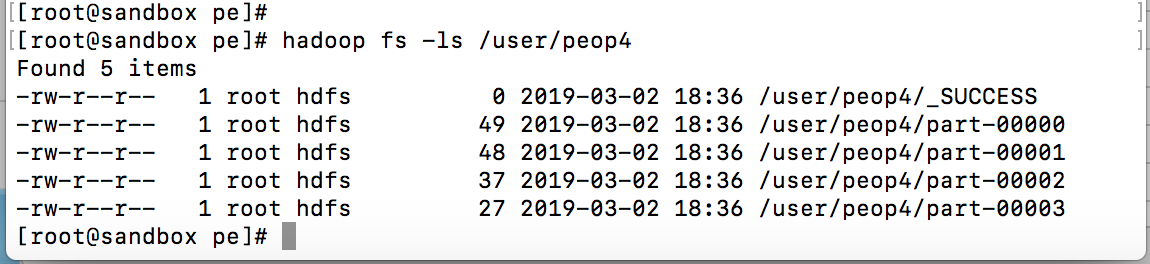 [[root@sandbox pe]# ]
[[root@sandbox pe]# hadoop fs -ls /user/peop4 ]
Found 5 items
-rw-r--r--   1 root hdfs          0 2019-03-02 18:36 /user/peop4/_SUCCESS
-rw-r--r--   1 root hdfs         49 2019-03-02 18:36 /user/peop4/part-00000
-rw-r--r--   1 root hdfs         48 2019-03-02 18:36 /user/peop4/part-00001
-rw-r--r--   1 root hdfs         37 2019-03-02 18:36 /user/peop4/part-00002
-rw-r--r--   1 root hdfs         27 2019-03-02 18:36 /user/peop4/part-00003
[root@sandbox pe]#